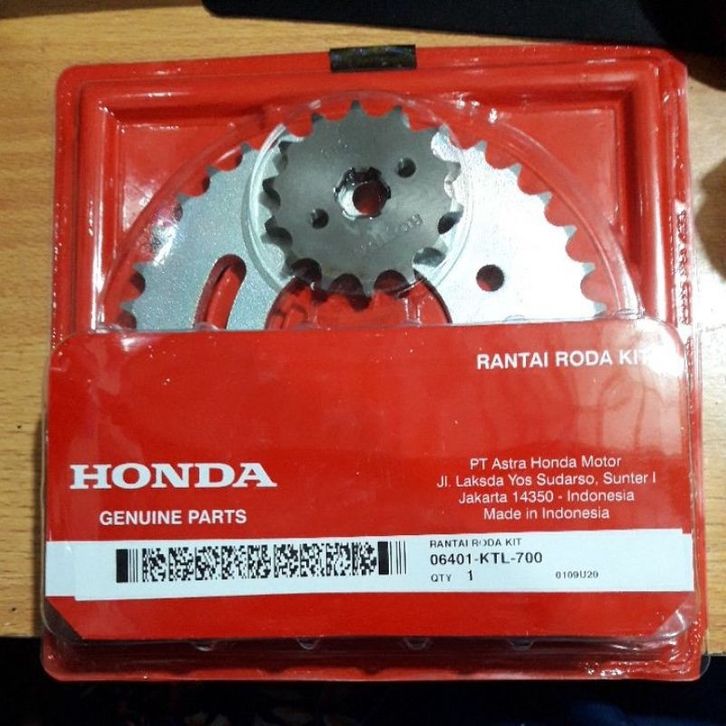 RANTAI RODA KIT
HONDA
GENUINE PARTS
PT Astra Honda Motor
Jl. Laksda Yos Sudarso, Sunter I
Jakarta 14350 - Indonesia
Made in Indonesia
RANTAI RODA KIT
06401-KTL-700
QTY 1 0109U20